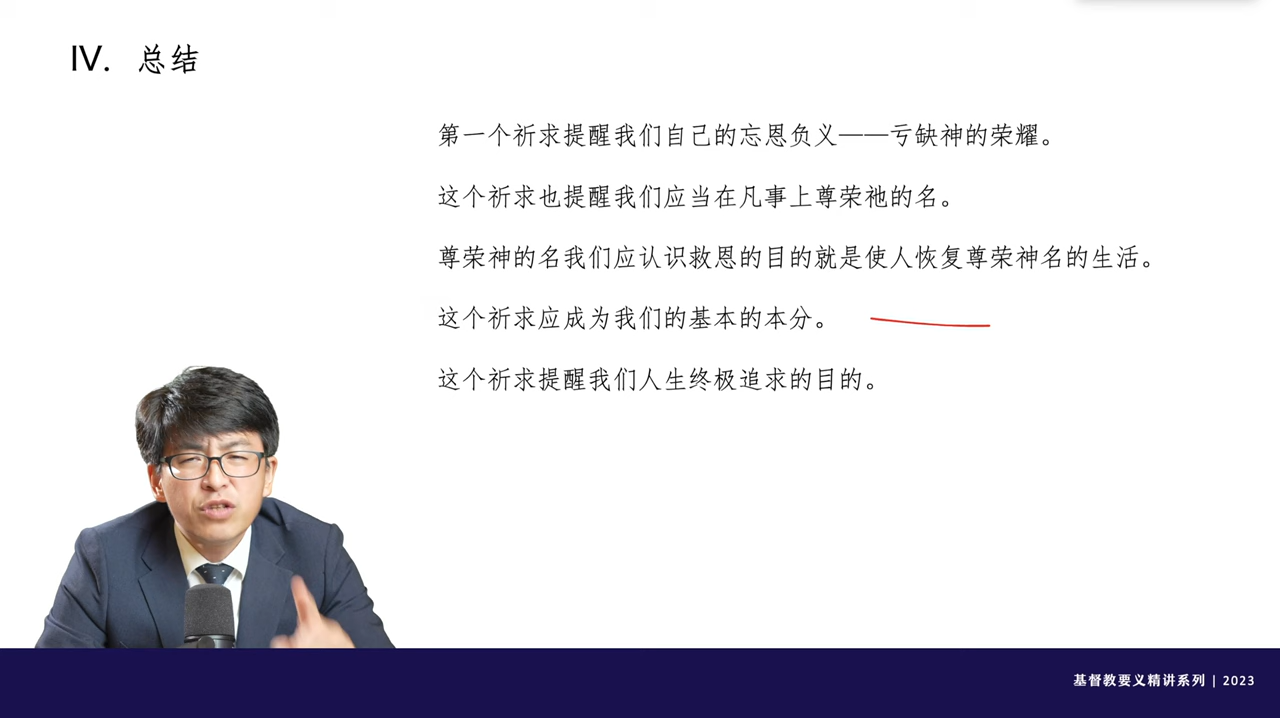 IV. 总结
第一个祈求提醒我们自己的忘恩负义——亏缺神的荣耀。
这个祈求也提醒我们应当在凡事上尊荣祂的名。
尊荣神的名我们应认识救恩的目的就是使人恢复尊荣神名的生活。
这个祈求应成为我们的基本的本分。
这个祈求提醒我们人生终极追求的目的。
基督教要义精讲系列 | 2023